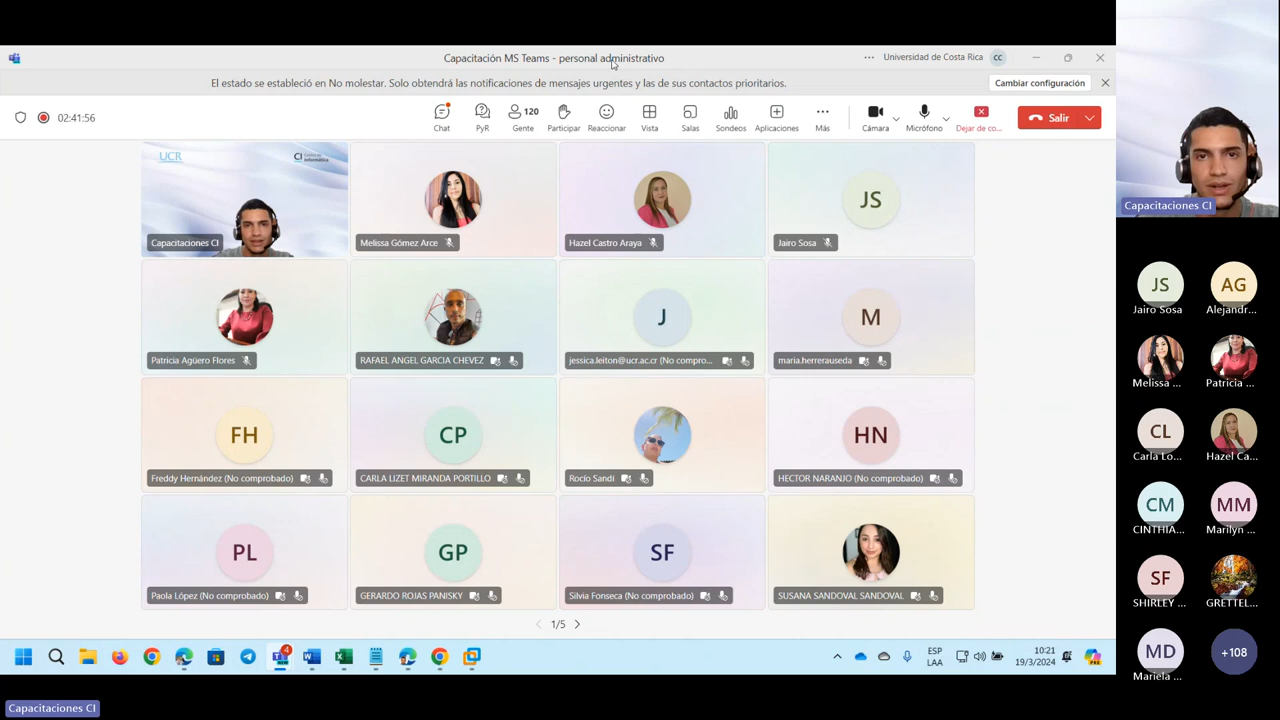 Capacitación MS Teams - personal administrativo
Universidad de Costa Rica
CC
El estado se estableció en No molestar. Solo obtendrá las notificaciones de mensajes urgentes y las de sus contactos prioritarios.
Cambiar configuración
02:41:56
Chat
PyR
120
Gente
Participar
Reaccionar
Vista
Salas
Sondeos
Aplicaciones
Más
Cámara
Micrófono
Dejar de co...
Salir
UCR
CI
Capacitaciones CI
Melissa Gómez Arce
Hazel Castro Araya
JS
Jairo Sosa
Patricia Agüero Flores
RAFAEL ANGEL GARCIA CHEVEZ
J
jessica.leiton@ucr.ac.cr (No compro...
M
maria.herrerauseda
FH
Freddy Hernández (No comprobado)
CP
CARLA LIZET MIRANDA PORTILLO
Rocío Sandí
HN
HECTOR NARANJO (No comprobado)
PL
Paola López (No comprobado)
GP
GERARDO ROJAS PANISKY
SF
Silvia Fonseca (No comprobado)
SUSANA SANDOVAL SANDOVAL
1/5
4
ESP
LAA
10:21
19/3/2024
Capacitaciones CI
JS
Jairo Sosa
AG
Alejandr...
Melissa ...
Patricia ...
CL
Carla Lo...
Hazel Ca...
CM
CINTHIA...
MM
Marilyn ...
SF
SHIRLEY ...
GRETTEL...
MD
Mariela ...
+108
Capacitaciones CI